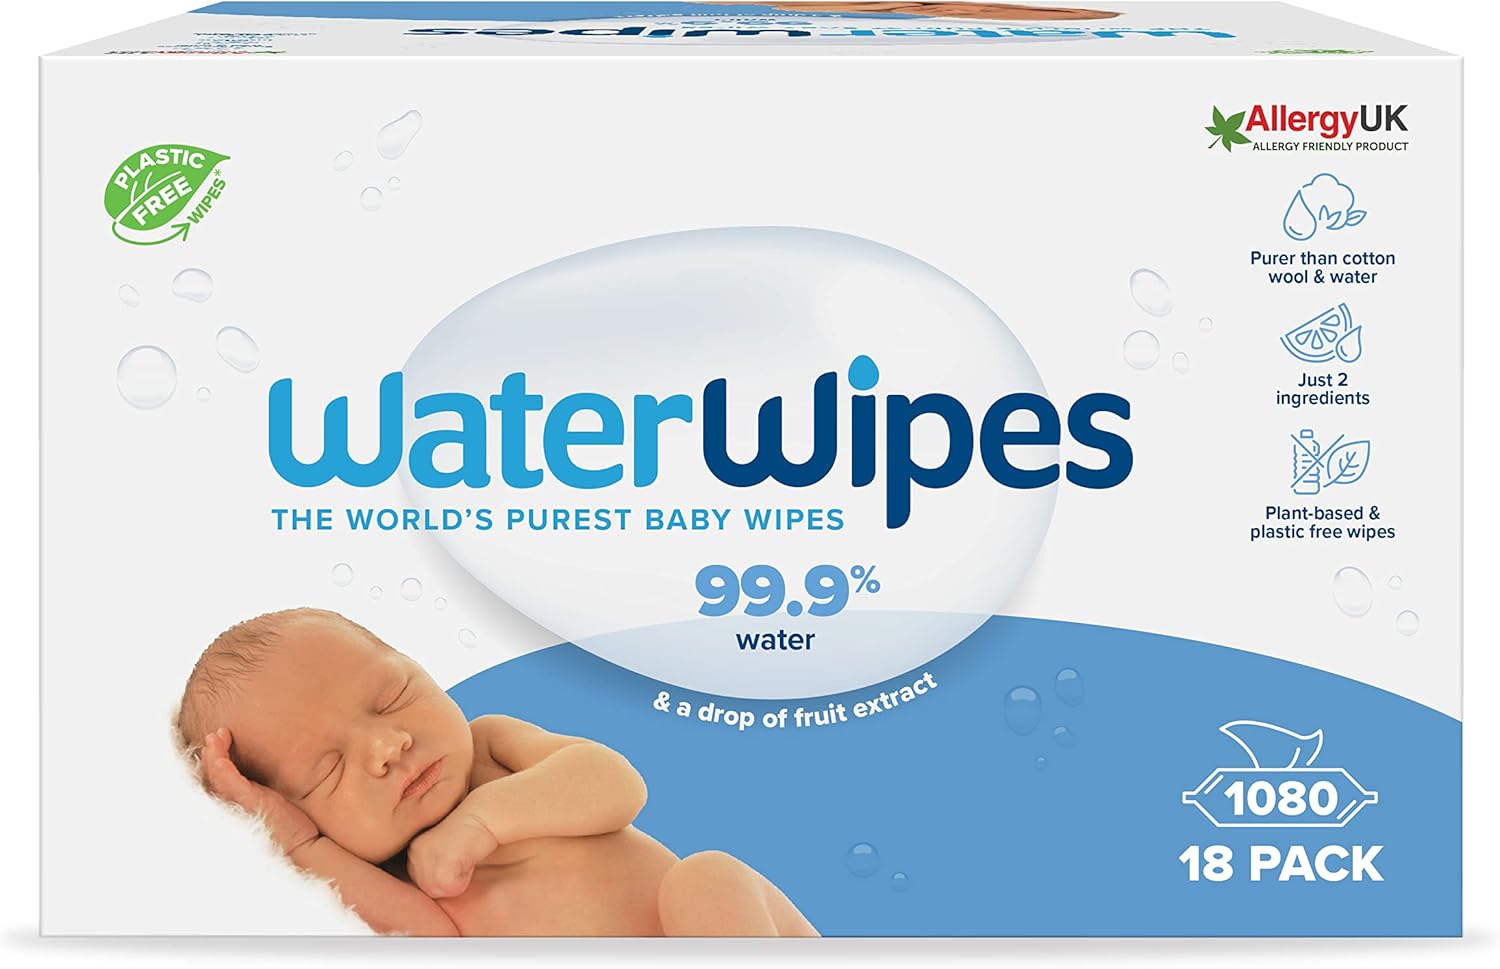 PLASTIC
FREE
WIPES*
AllergyUK
ALLERGY FRIENDLY PRODUCT
Purer than cotton
wool & water
Just 2
ingredients
Plant-based &
plastic free wipes
waterwipes
THE WORLD'S PUREST BABY WIPES
99.9%
water
& a drop of fruit extract
1080
18 PACK
waterwipes